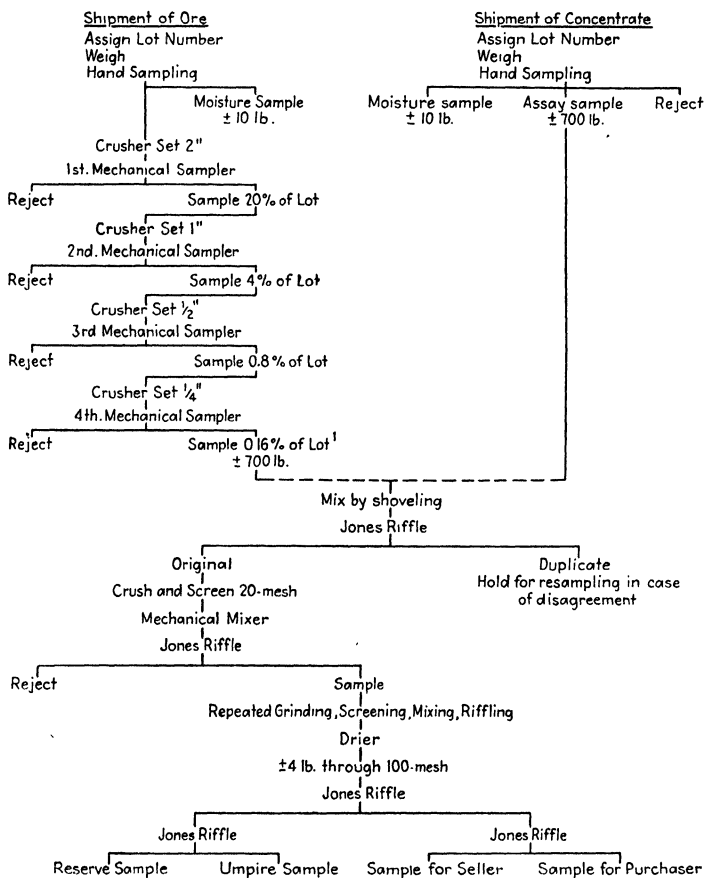 Shipment of Ore
Assign Lot Number
Weigh
Hand Sampling
Moisture Sample
± 10 lb.
Crusher Set 2"
1st. Mechanical Sampler
Reject
Sample 20% of Lot
Crusher Set 1"
2nd. Mechanical Sampler
Reject
Sample 4% of Lot
Crusher Set 1/2"
3rd Mechanical Sampler
Reject
Sample 0.8% of Lot
Crusher Set 1/4"
4th. Mechanical Sampler
Reject
Sample 0.16% of Lot¹
± 700 lb.
Shipment of Concentrate
Assign Lot Number
Weigh
Hand Sampling
Moisture sample
± 10 lb.
Assay sample
± 700 lb.
Reject
Mix by shoveling
Jones Riffle
Original
Crush and Screen 20-mesh
Mechanical Mixer
Jones Riffle
Duplicate
Hold for resampling in case
of disagreement
Reject
Sample
Repeated Grinding, Screening, Mixing, Riffling
Drier
±4 lb. through 100-mesh
Jones Riffle
Jones Riffle
Jones Riffle
Reserve Sample
Umpire Sample
Sample for Seller
Sample for Purchaser